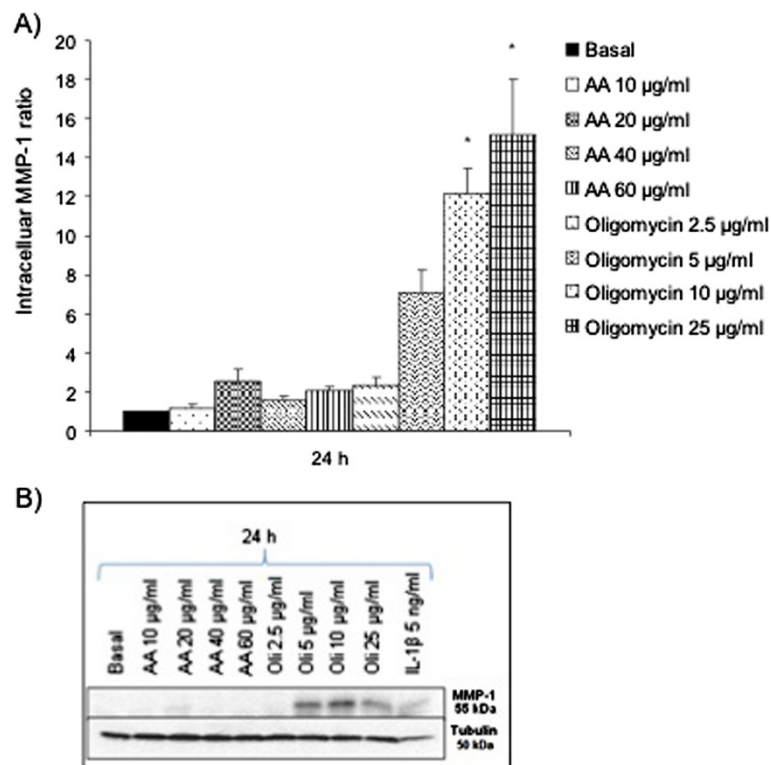 A)
Intracelluar MMP-1 ratio
20
18
16
14
12
10
8
6
4
2
0
*
*
24 h
Basal
AA 10 µg/ml
AA 20 µg/ml
AA 40 µg/ml
AA 60 µg/ml
Oligomycin 2.5 µg/ml
Oligomycin 5 µg/ml
Oligomycin 10 µg/ml
Oligomycin 25 µg/ml
B)
24 h
Basal
AA 10 µg/ml
AA 20 µg/ml
AA 40 µg/ml
AA 60 µg/ml
Oli 2.5 µg/ml
Oli 5 µg/ml
Oli 10 µg/ml
Oli 25 µg/ml
IL-1β 5 ng/ml
MMP-1
55 kDa
Tubulin
50 kDa